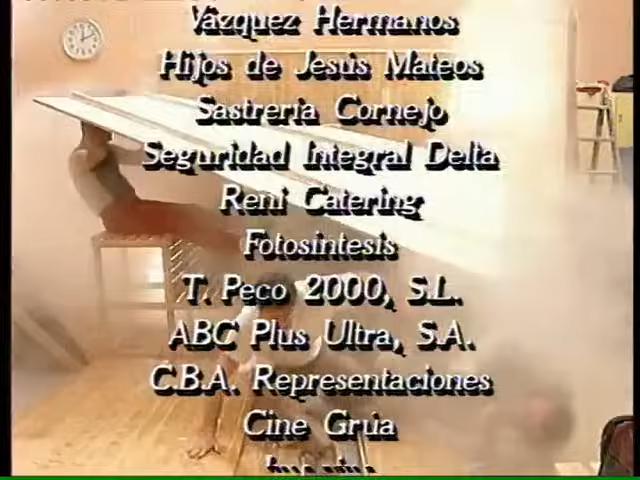 Vázquez Hermanos
Hijos de Jesús Mateos
Sastrería Cornejo
Seguridad Integral Delta
Reni Catering
Fotosíntesis
T. Peco 2000, S.L.
ABC Plus Ultra, S.A.
C.B.A. Representaciones
Cine Grúa